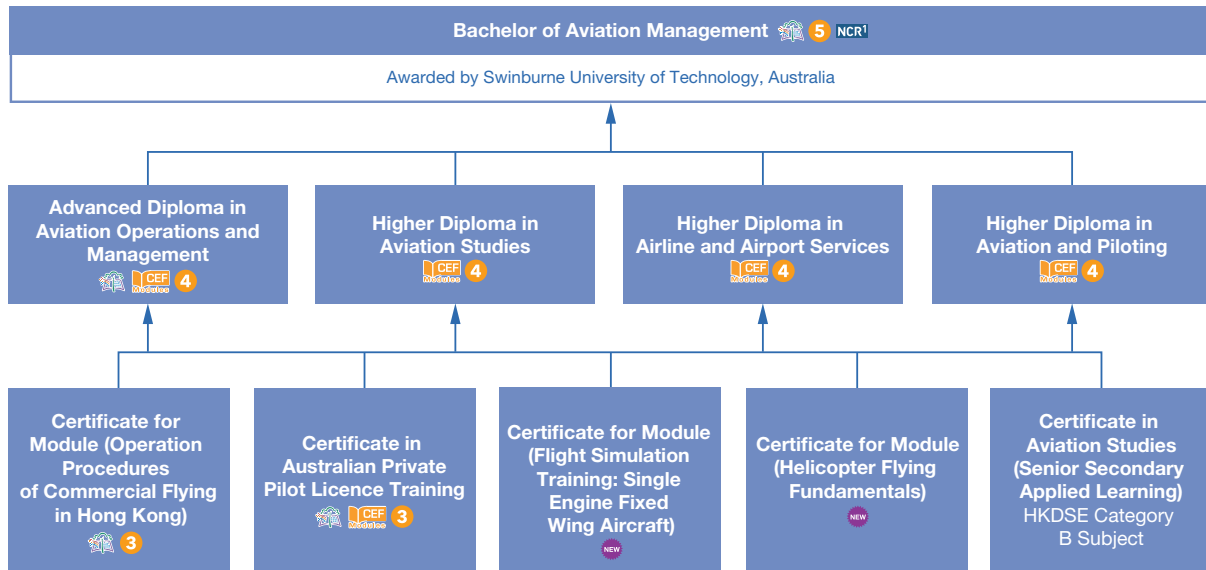 Bachelor of Aviation Management 5 NCR¹
Awarded by Swinburne University of Technology, Australia
Advanced Diploma in
Aviation Operations and
Management
CEF Modules 4
Higher Diploma in
Aviation Studies
CEF Modules 4
Higher Diploma in
Airline and Airport Services
CEF Modules 4
Higher Diploma in
Aviation and Piloting
CEF Modules 4
Certificate for
Module (Operation
Procedures
of Commercial Flying
in Hong Kong)
3
Certificate in
Australian Private
Pilot Licence Training
CEF Modules 3
Certificate for Module
(Flight Simulation
Training: Single
Engine Fixed
Wing Aircraft)
NEW
Certificate for Module
(Helicopter Flying
Fundamentals)
NEW
Certificate in
Aviation Studies
(Senior Secondary
Applied Learning)
HKDSE Category
B Subject